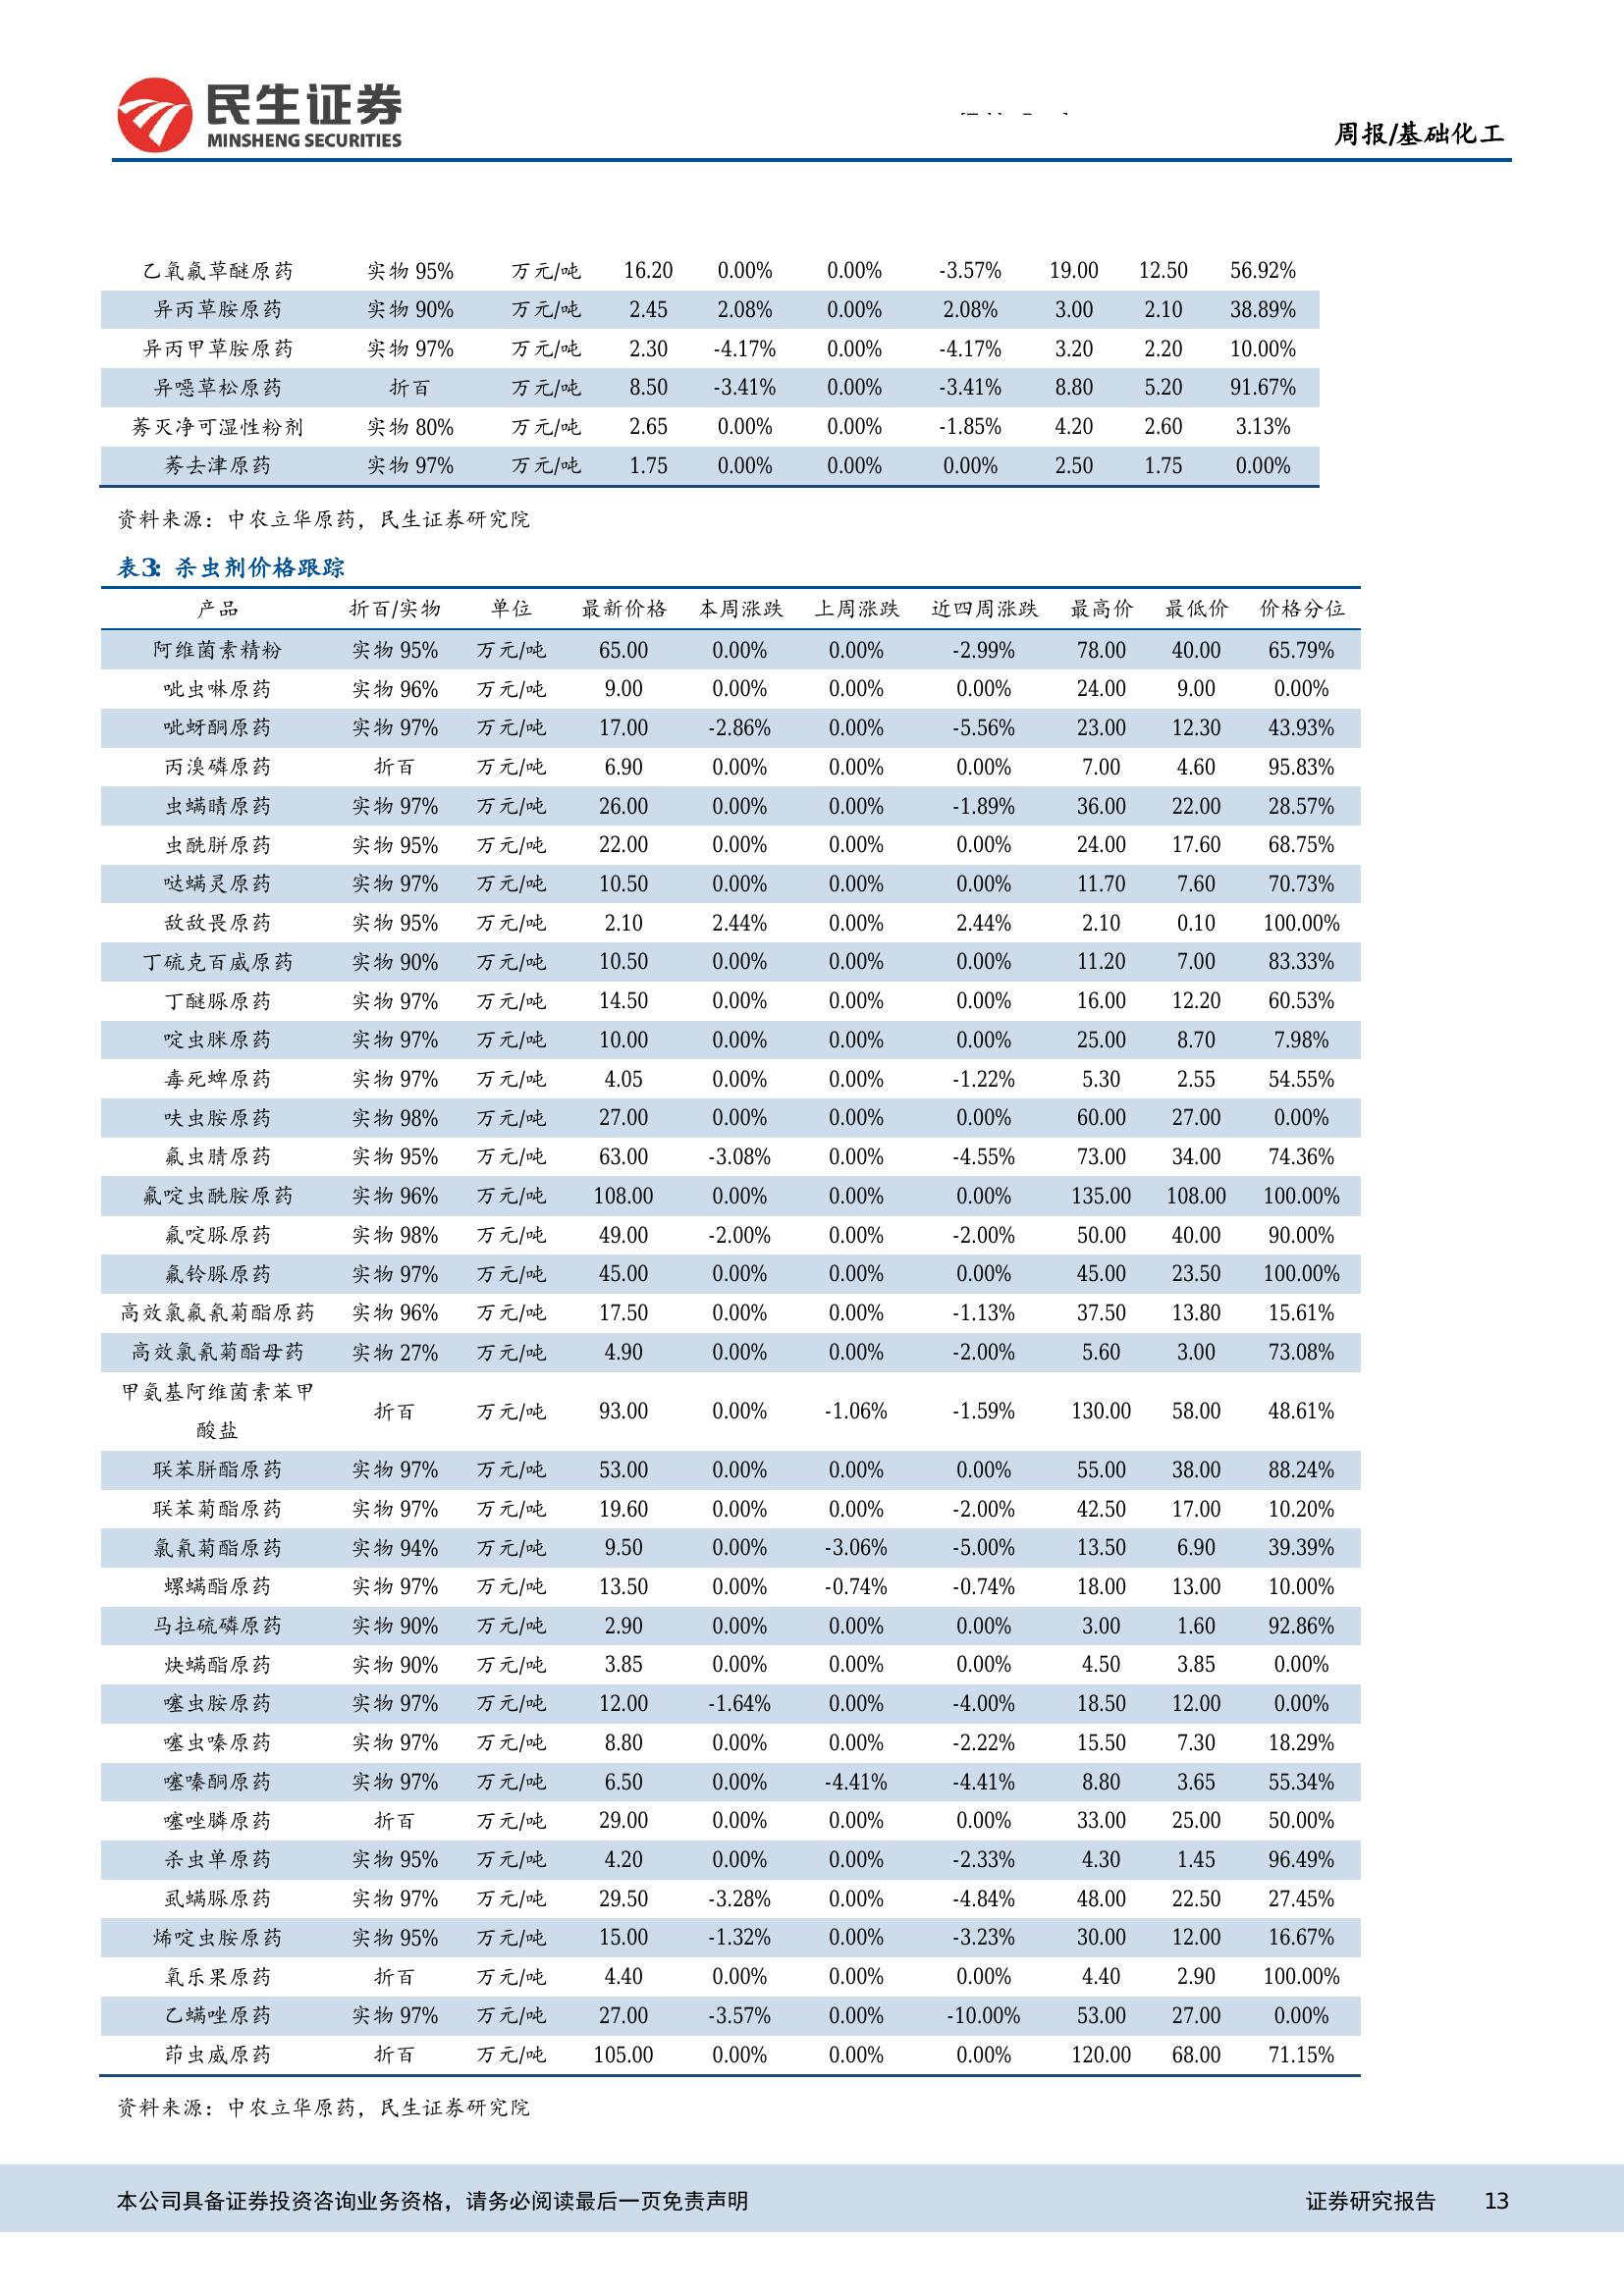 民生证券
MINSHENG SECURITIES
周报/基础化工
乙氧氟草醚原药 实物 95% 万元/吨 16.20 0.00% 0.00% -3.57% 19.00 12.50 56.92%
异丙草胺原药 实物 90% 万元/吨 2.45 2.08% 0.00% 2.08% 3.00 2.10 38.89%
异丙甲草胺原药 实物 97% 万元/吨 2.30 -4.17% 0.00% -4.17% 3.20 2.20 10.00%
异噁草松原药 折百 万元/吨 8.50 -3.41% 0.00% -3.41% 8.80 5.20 91.67%
莠灭净可湿性粉剂 实物 80% 万元/吨 2.65 0.00% 0.00% -1.85% 4.20 2.60 3.13%
莠去津原药 实物 97% 万元/吨 1.75 0.00% 0.00% 0.00% 2.50 1.75 0.00%
资料来源：中农立华原药，民生证券研究院
表3：杀虫剂价格跟踪
产品 折百/实物 单位 最新价格 本周涨跌 上周涨跌 近四周涨跌 最高价 最低价 价格分位
阿维菌素精粉 实物 95% 万元/吨 65.00 0.00% 0.00% -2.99% 78.00 40.00 65.79%
吡虫啉原药 实物 96% 万元/吨 9.00 0.00% 0.00% 0.00% 24.00 9.00 0.00%
吡蚜酮原药 实物 97% 万元/吨 17.00 -2.86% 0.00% -5.56% 23.00 12.30 43.93%
丙溴磷原药 折百 万元/吨 6.90 0.00% 0.00% 0.00% 7.00 4.60 95.83%
虫螨晴原药 实物 97% 万元/吨 26.00 0.00% 0.00% -1.89% 36.00 22.00 28.57%
虫酰肼原药 实物 95% 万元/吨 22.00 0.00% 0.00% 0.00% 24.00 17.60 68.75%
哒螨灵原药 实物 97% 万元/吨 10.50 0.00% 0.00% 0.00% 11.70 7.60 70.73%
敌敌畏原药 实物 95% 万元/吨 2.10 2.44% 0.00% 2.44% 2.10 0.10 100.00%
丁硫克百威原药 实物 90% 万元/吨 10.50 0.00% 0.00% 0.00% 11.20 7.00 83.33%
丁醚脲原药 实物 97% 万元/吨 14.50 0.00% 0.00% 0.00% 16.00 12.20 60.53%
啶虫脒原药 实物 97% 万元/吨 10.00 0.00% 0.00% 0.00% 25.00 8.70 7.98%
毒死蜱原药 实物 97% 万元/吨 4.05 0.00% 0.00% -1.22% 5.30 2.55 54.55%
呋虫胺原药 实物 98% 万元/吨 27.00 0.00% 0.00% 0.00% 60.00 27.00 0.00%
氟虫腈原药 实物 95% 万元/吨 63.00 -3.08% 0.00% -4.55% 73.00 34.00 74.36%
氟啶虫酰胺原药 实物 96% 万元/吨 108.00 0.00% 0.00% 0.00% 135.00 108.00 100.00%
氟啶脲原药 实物 98% 万元/吨 49.00 -2.00% 0.00% -2.00% 50.00 40.00 90.00%
氟铃脲原药 实物 97% 万元/吨 45.00 0.00% 0.00% 0.00% 45.00 23.50 100.00%
高效氯氟氰菊酯原药 实物 96% 万元/吨 17.50 0.00% 0.00% -1.13% 37.50 13.80 15.61%
高效氯氰菊酯母药 实物 27% 万元/吨 4.90 0.00% 0.00% -2.00% 5.60 3.00 73.08%
甲氨基阿维菌素苯甲
酸盐 折百 万元/吨 93.00 0.00% -1.06% -1.59% 130.00 58.00 48.61%
联苯肼酯原药 实物 97% 万元/吨 53.00 0.00% 0.00% 0.00% 55.00 38.00 88.24%
联苯菊酯原药 实物 97% 万元/吨 19.60 0.00% 0.00% -2.00% 42.50 17.00 10.20%
氯氰菊酯原药 实物 94% 万元/吨 9.50 0.00% -3.06% -5.00% 13.50 6.90 39.39%
螺螨酯原药 实物 97% 万元/吨 13.50 0.00% -0.74% -0.74% 18.00 13.00 10.00%
马拉硫磷原药 实物 90% 万元/吨 2.90 0.00% 0.00% 0.00% 3.00 1.60 92.86%
炔螨酯原药 实物 90% 万元/吨 3.85 0.00% 0.00% 0.00% 4.50 3.85 0.00%
噻虫胺原药 实物 97% 万元/吨 12.00 -1.64% 0.00% -4.00% 18.50 12.00 0.00%
噻虫嗪原药 实物 97% 万元/吨 8.80 0.00% 0.00% -2.22% 15.50 7.30 18.29%
噻嗪酮原药 实物 97% 万元/吨 6.50 0.00% -4.41% -4.41% 8.80 3.65 55.34%
噻唑膦原药 折百 万元/吨 29.00 0.00% 0.00% 0.00% 33.00 25.00 50.00%
杀虫单原药 实物 95% 万元/吨 4.20 0.00% 0.00% -2.33% 4.30 1.45 96.49%
虱螨脲原药 实物 97% 万元/吨 29.50 -3.28% 0.00% -4.84% 48.00 22.50 27.45%
烯啶虫胺原药 实物 95% 万元/吨 15.00 -1.32% 0.00% -3.23% 30.00 12.00 16.67%
氧乐果原药 折百 万元/吨 4.40 0.00% 0.00% 0.00% 4.40 2.90 100.00%
乙螨唑原药 实物 97% 万元/吨 27.00 -3.57% 0.00% -10.00% 53.00 27.00 0.00%
茚虫威原药 折百 万元/吨 105.00 0.00% 0.00% 0.00% 120.00 68.00 71.15%
资料来源：中农立华原药，民生证券研究院
本公司具备证券投资咨询业务资格，请务必阅读最后一页免责声明 证券研究报告 13